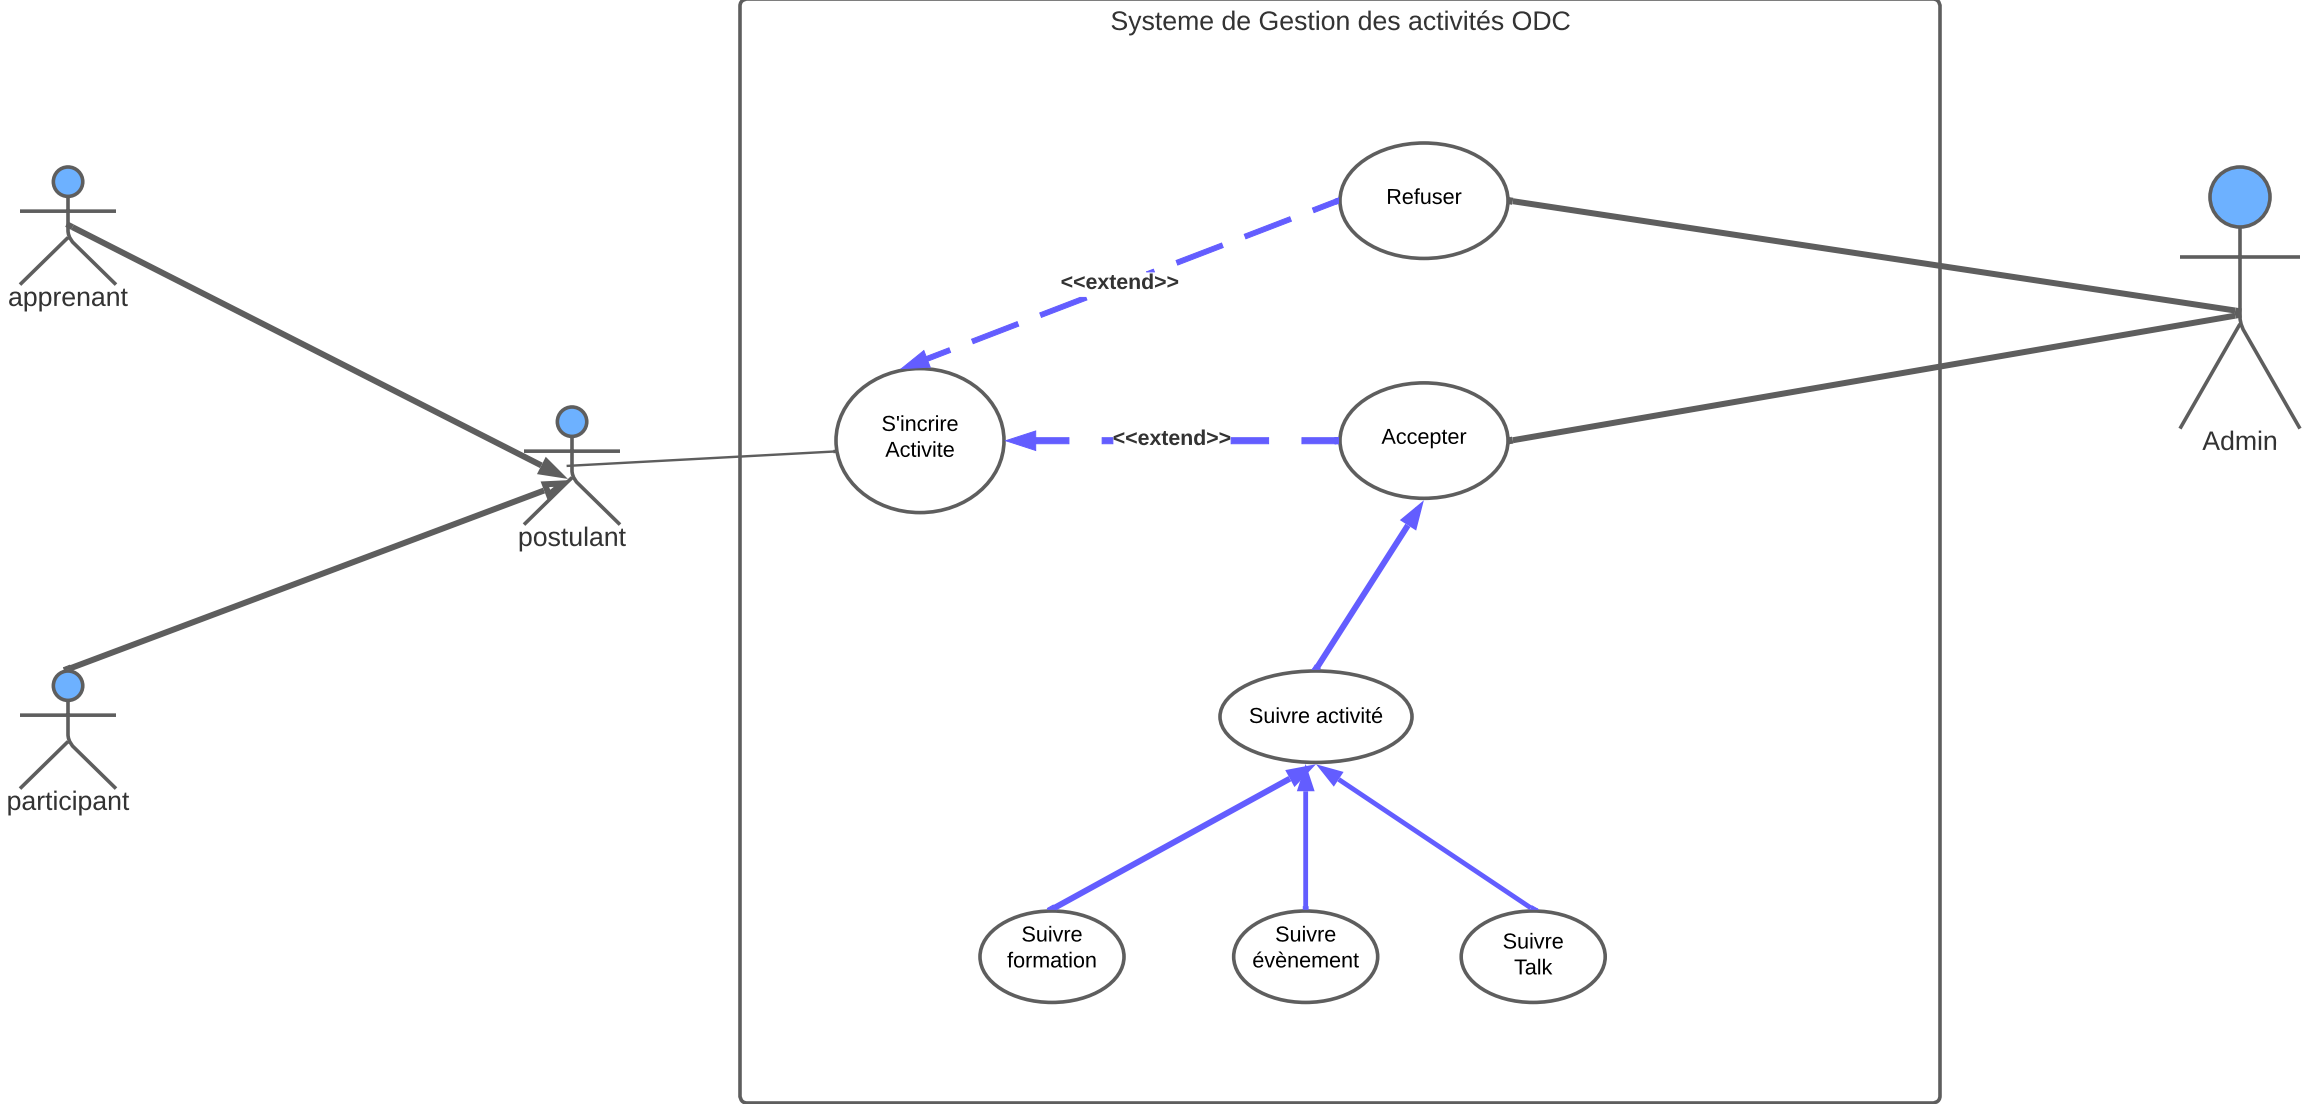 Systeme de Gestion des activités ODC
Refuser
<<extend>>
apprenant
S'incrire
Activite
<<extend>>
Accepter
Admin
postulant
Suivre activité
participant
Suivre
formation
Suivre
évènement
Suivre
Talk